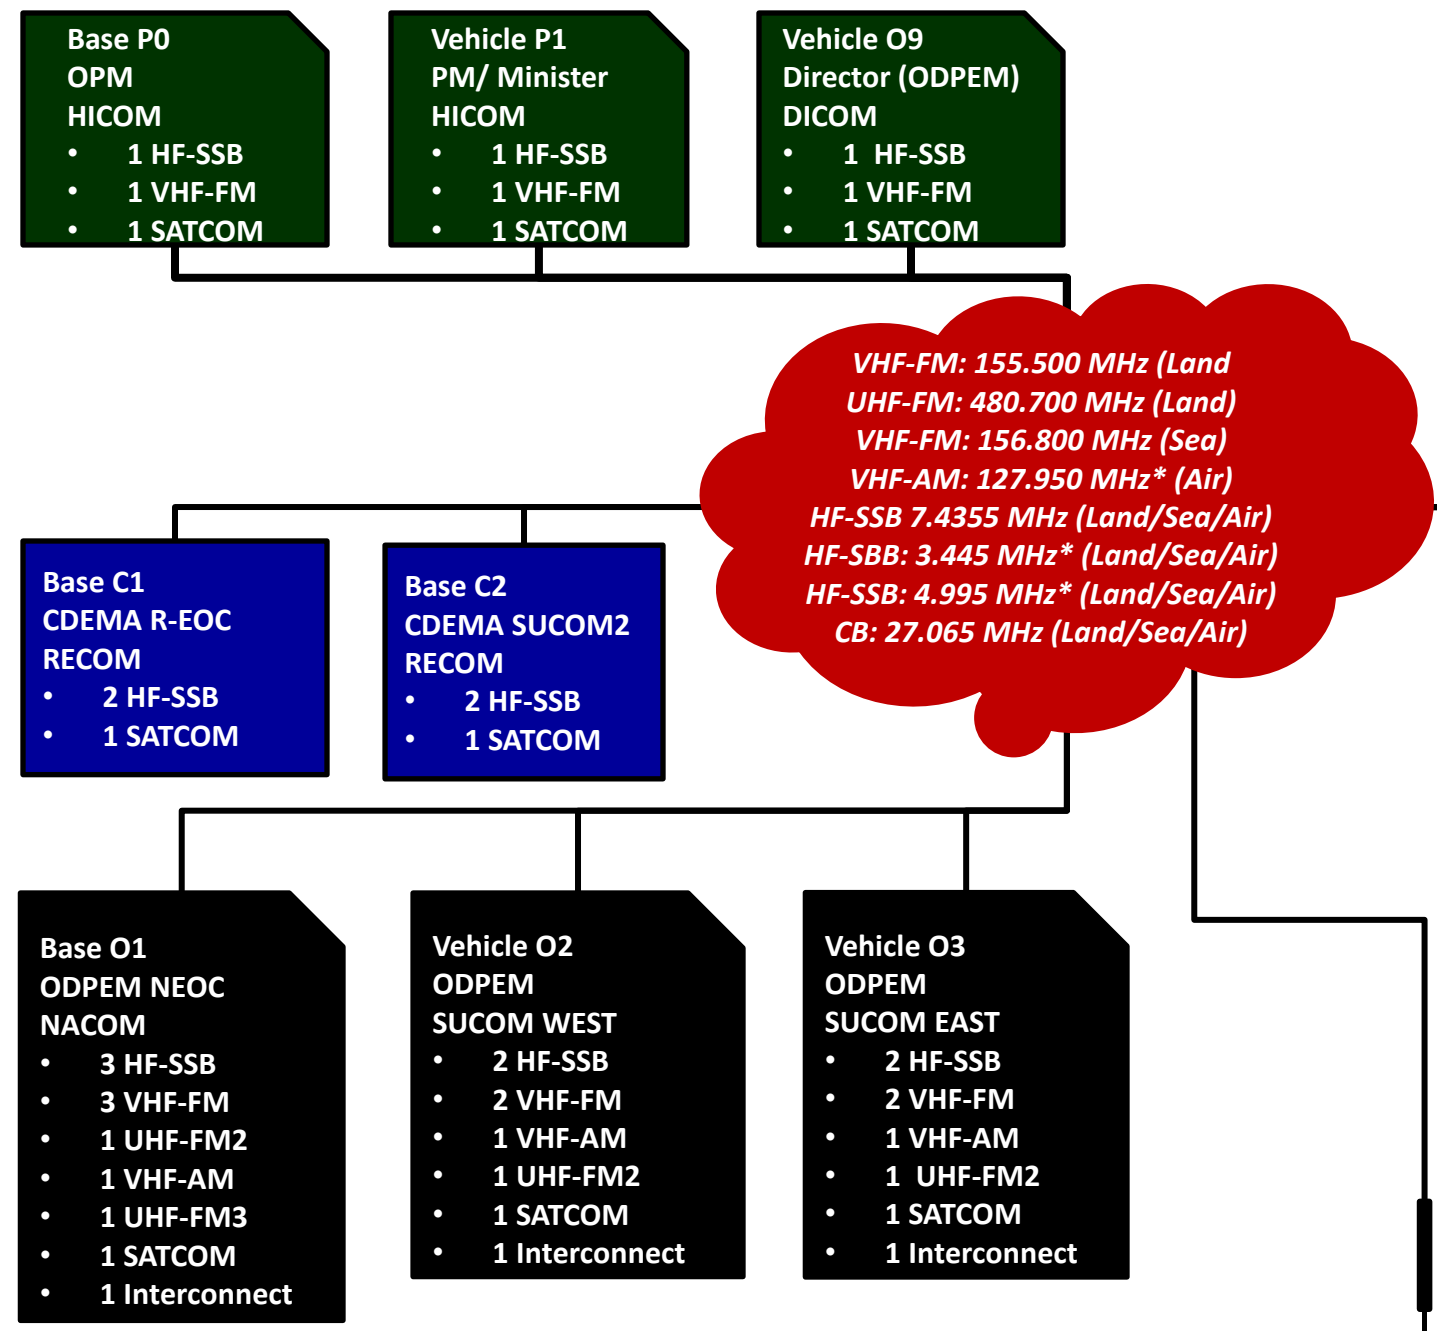 Base P0
OPM
HICOM
• 1 HF-SSB
• 1 VHF-FM
• 1 SATCOM
Vehicle P1
PM/ Minister
HICOM
• 1 HF-SSB
• 1 VHF-FM
• 1 SATCOM
Vehicle O9
Director (ODPEM)
DICOM
• 1 HF-SSB
• 1 VHF-FM
• 1 SATCOM
VHF-FM: 155.500 MHz (Land
UHF-FM: 480.700 MHz (Land)
VHF-FM: 156.800 MHz (Sea)
VHF-AM: 127.950 MHz* (Air)
HF-SSB 7.4355 MHz (Land/Sea/Air)
HF-SBB: 3.445 MHz* (Land/Sea/Air)
HF-SSB: 4.995 MHz* (Land/Sea/Air)
CB: 27.065 MHz (Land/Sea/Air)
Base C1
CDEMA R-EOC
RECOM
• 2 HF-SSB
• 1 SATCOM
Base C2
CDEMA SUCOM2
RECOM
• 2 HF-SSB
• 1 SATCOM
Base O1
ODPEM NEOC
NACOM
• 3 HF-SSB
• 3 VHF-FM
• 1 UHF-FM2
• 1 VHF-AM
• 1 UHF-FM3
• 1 SATCOM
• 1 Interconnect
Vehicle O2
ODPEM
SUCOM WEST
• 2 HF-SSB
• 2 VHF-FM
• 1 VHF-AM
• 1 UHF-FM2
• 1 SATCOM
• 1 Interconnect
Vehicle O3
ODPEM
SUCOM EAST
• 2 HF-SSB
• 2 VHF-FM
• 1 VHF-AM
• 1 UHF-FM2
• 1 SATCOM
• 1 Interconnect